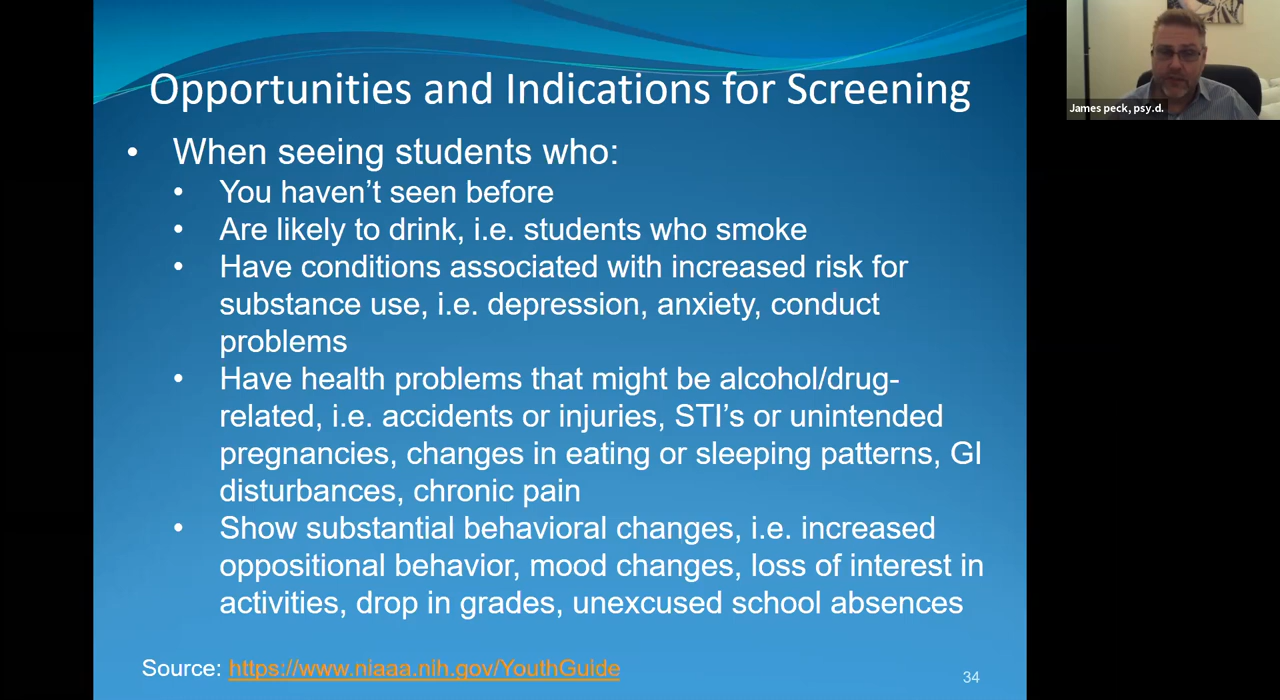 Opportunities and Indications for Screening
• When seeing students who:
• You haven’t seen before
• Are likely to drink, i.e. students who smoke
• Have conditions associated with increased risk for
substance use, i.e. depression, anxiety, conduct
problems
• Have health problems that might be alcohol/drug-
related, i.e. accidents or injuries, STI’s or unintended
pregnancies, changes in eating or sleeping patterns, GI
disturbances, chronic pain
• Show substantial behavioral changes, i.e. increased
oppositional behavior, mood changes, loss of interest in
activities, drop in grades, unexcused school absences
Source: https://www.niaaa.nih.gov/YouthGuide
34
James peck, psy.d.